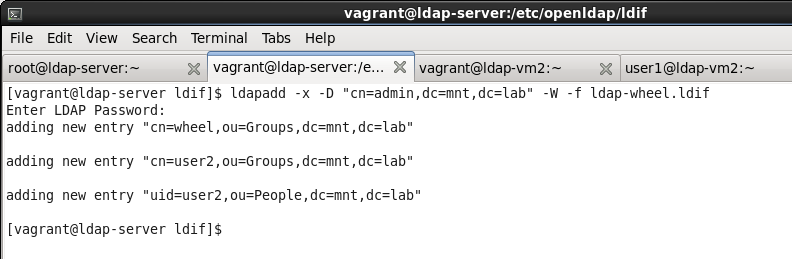 vagrant@ldap-server:/etc/openldap/ldif
File Edit View Search Terminal Tabs Help
root@ldap-server:~ vagrant@ldap-server:/e... vagrant@ldap-vm2:~ user1@ldap-vm2:~
[vagrant@ldap-server ldif]$ ldapadd -x -D "cn=admin,dc=mnt,dc=lab" -W -f ldap-wheel.ldif
Enter LDAP Password:
adding new entry "cn=wheel,ou=Groups,dc=mnt,dc=lab"
adding new entry "cn=user2,ou=Groups,dc=mnt,dc=lab"
adding new entry "uid=user2,ou=People,dc=mnt,dc=lab"
[vagrant@ldap-server ldif]$